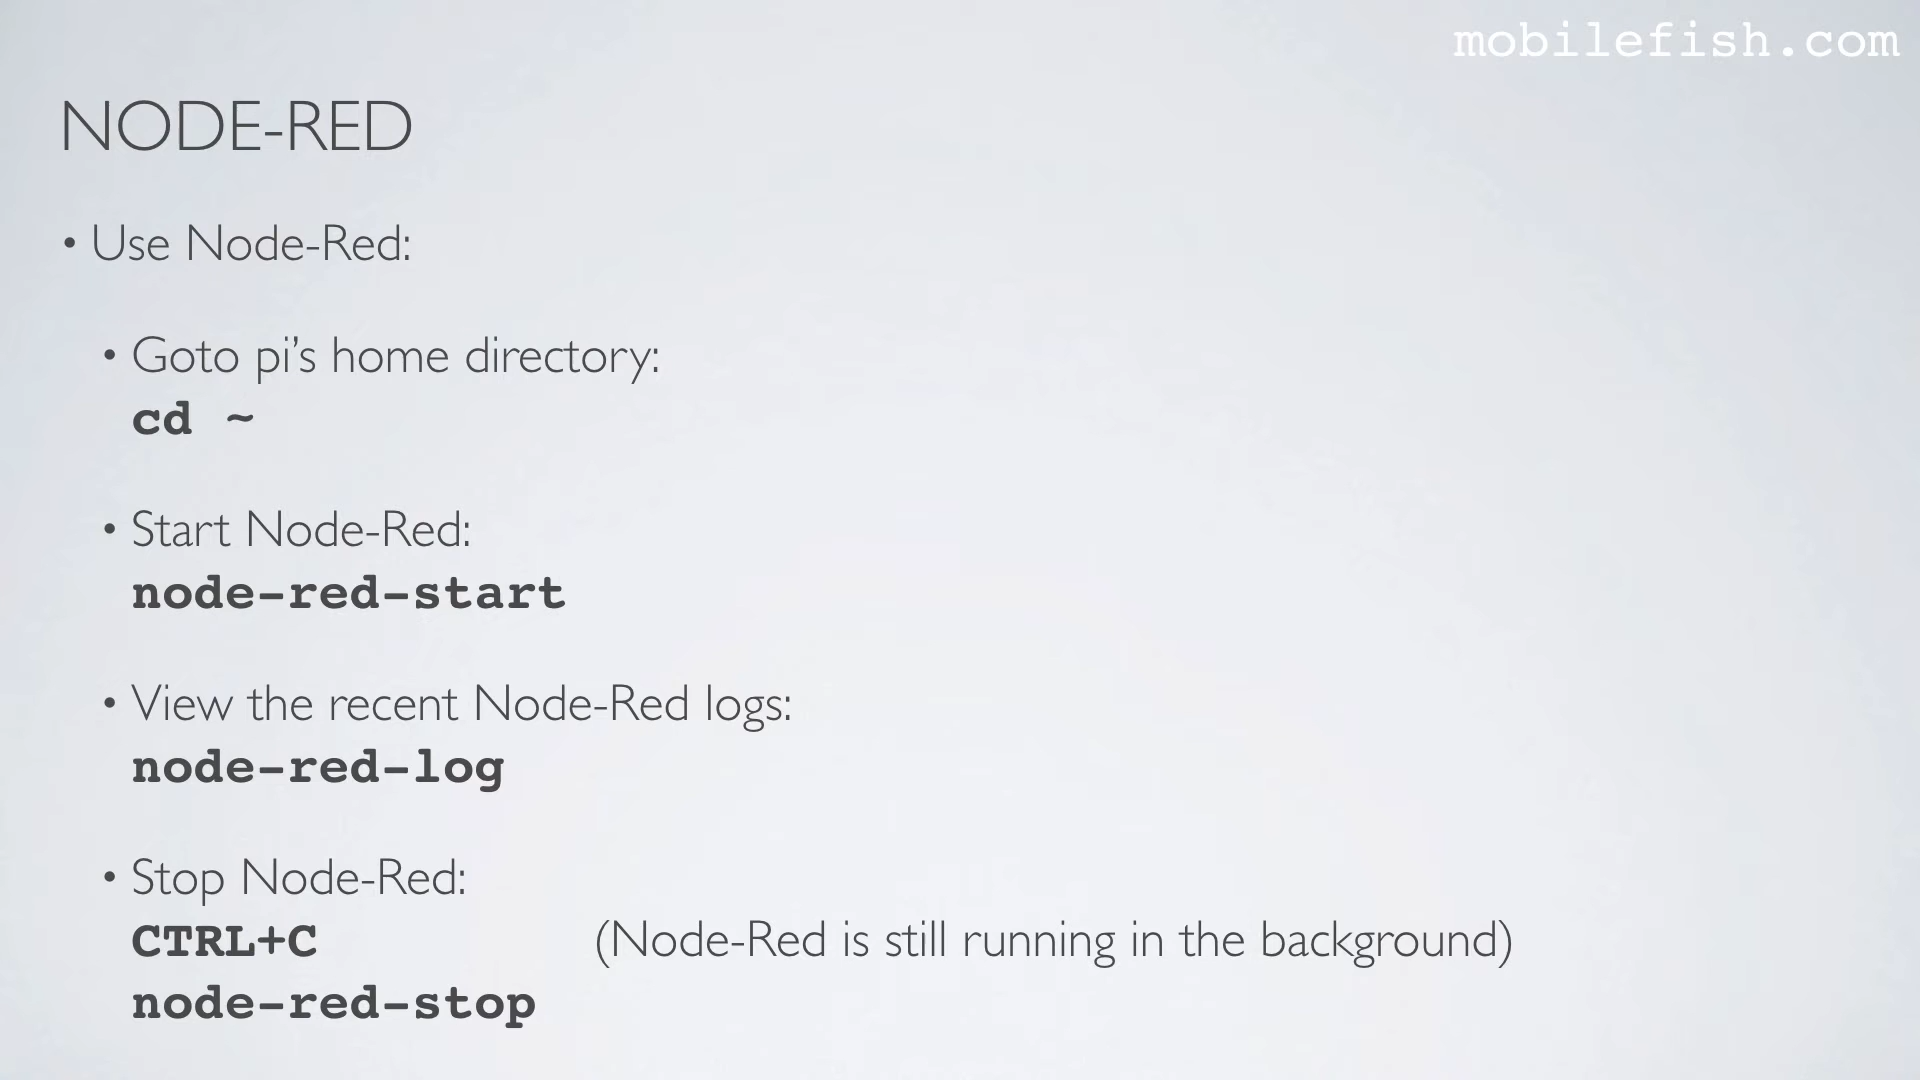 mobilefish.com
NODE-RED
• Use Node-Red:
• Goto pi’s home directory:
cd ~
• Start Node-Red:
node-red-start
• View the recent Node-Red logs:
node-red-log
• Stop Node-Red:
CTRL+C (Node-Red is still running in the background)
node-red-stop